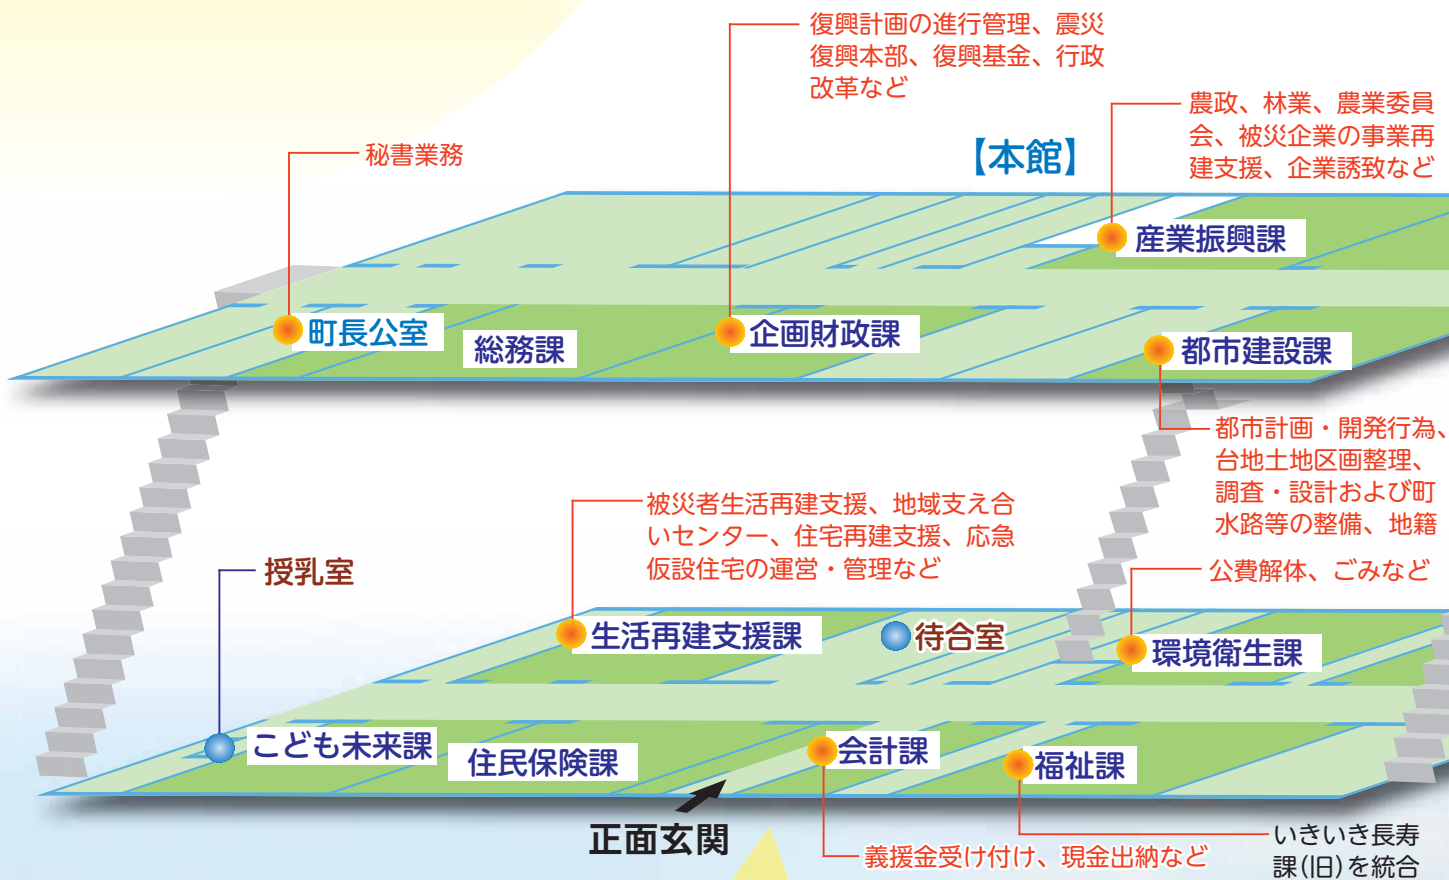 復興計画の進行管理、震災
復興本部、復興基金、行政
改革など
農政、林業、農業委員
会、被災企業の事業再
建支援、企業誘致など
秘書業務
【本館】
産業振興課
町長公室
総務課
企画財政課
都市建設課
都市計画・開発行為、
台地土地区画整理、
調査・設計および町
水路等の整備、地籍
被災者生活再建支援、地域支え合
いセンター、住宅再建支援、応急
仮設住宅の運営・管理など
授乳室
公費解体、ごみなど
生活再建支援課
待合室
環境衛生課
こども未来課
住民保険課
会計課
福祉課
正面玄関
義援金受け付け、現金出納など
いきいき長寿
課(旧)を統合